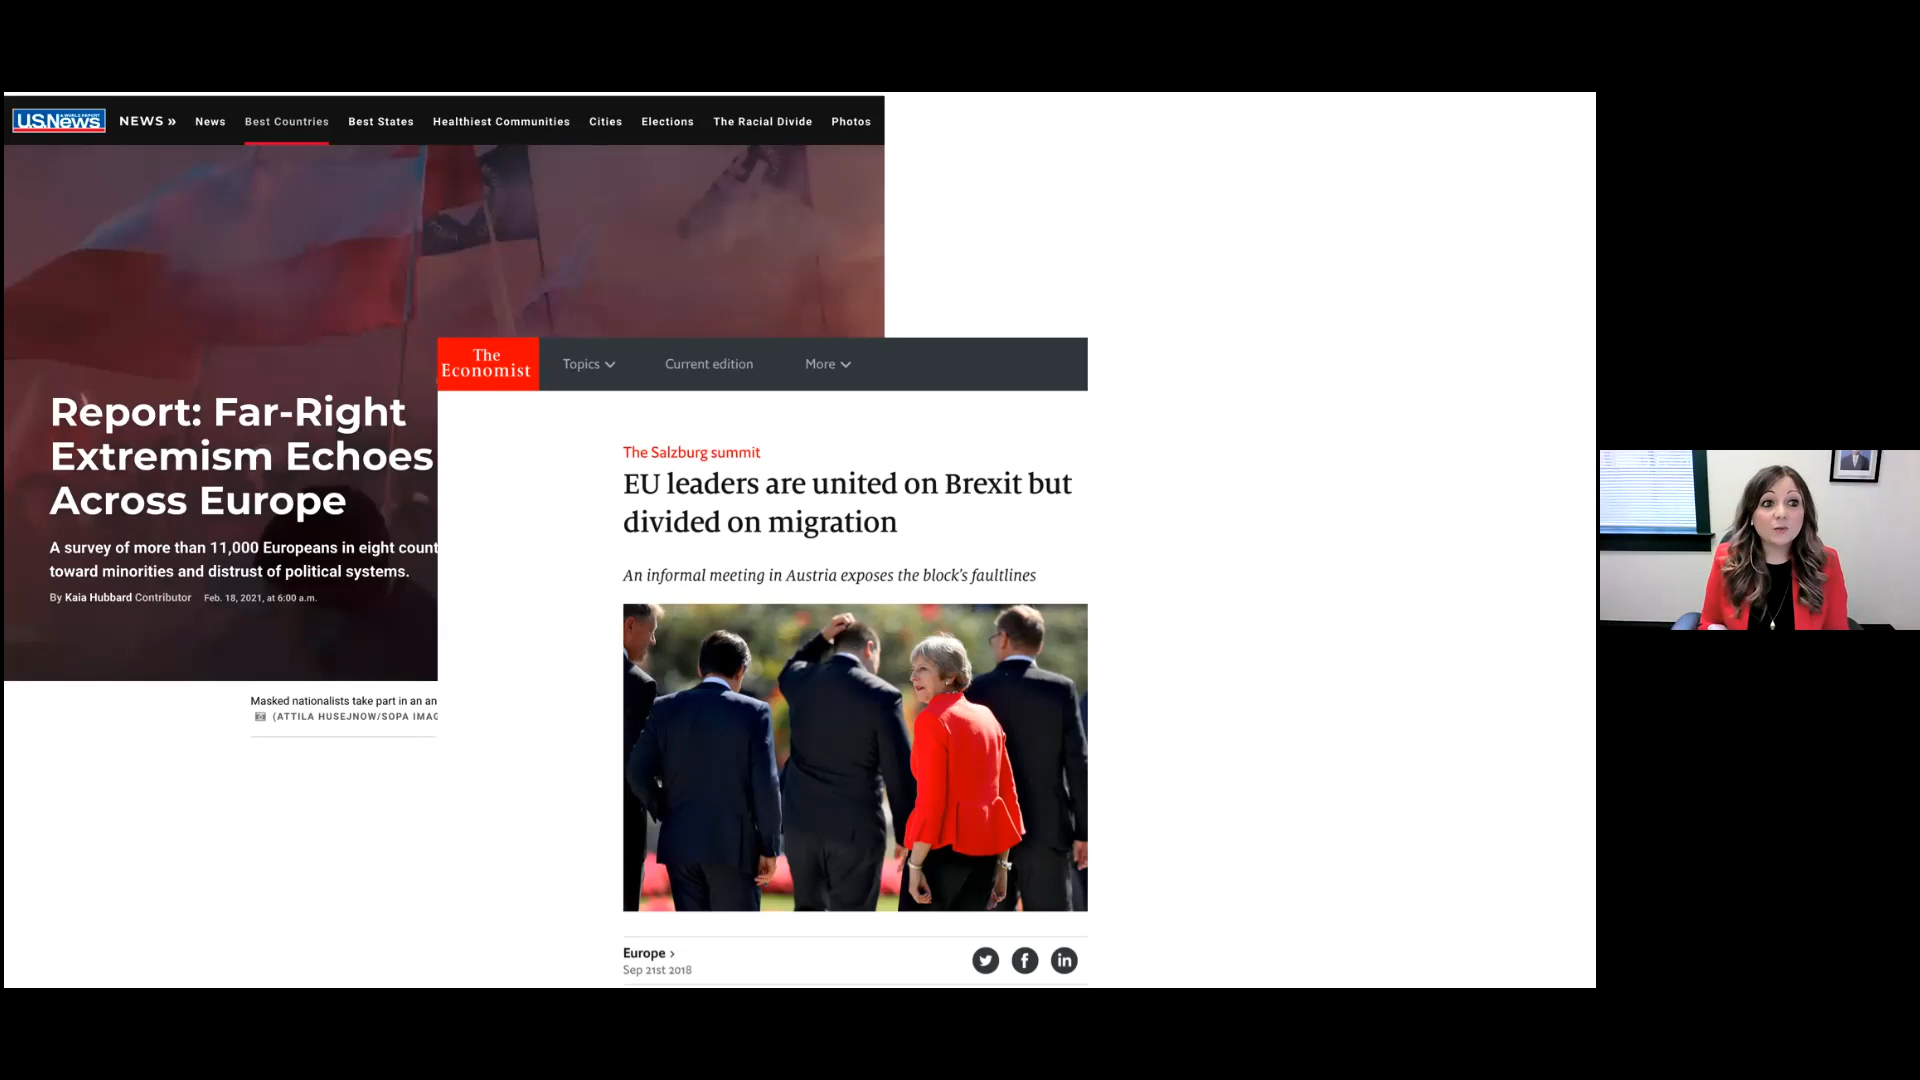 U.S.News
& WORLD REPORT
NEWS »
News
Best Countries
Best States
Healthiest Communities
Cities
Elections
The Racial Divide
Photos
Report: Far-Right
Extremism Echoes
Across Europe
A survey of more than 11,000 Europeans in eight count
toward minorities and distrust of political systems.
By Kaia Hubbard Contributor Feb. 18, 2021, at 6:00 a.m.
Masked nationalists take part in an an
(ATTILA HUSEJNOW/SOPA IMAG
The
Economist
Topics
Current edition
More
The Salzburg summit
EU leaders are united on Brexit but
divided on migration
An informal meeting in Austria exposes the block's faultlines
Europe ›
Sep 21st 2018